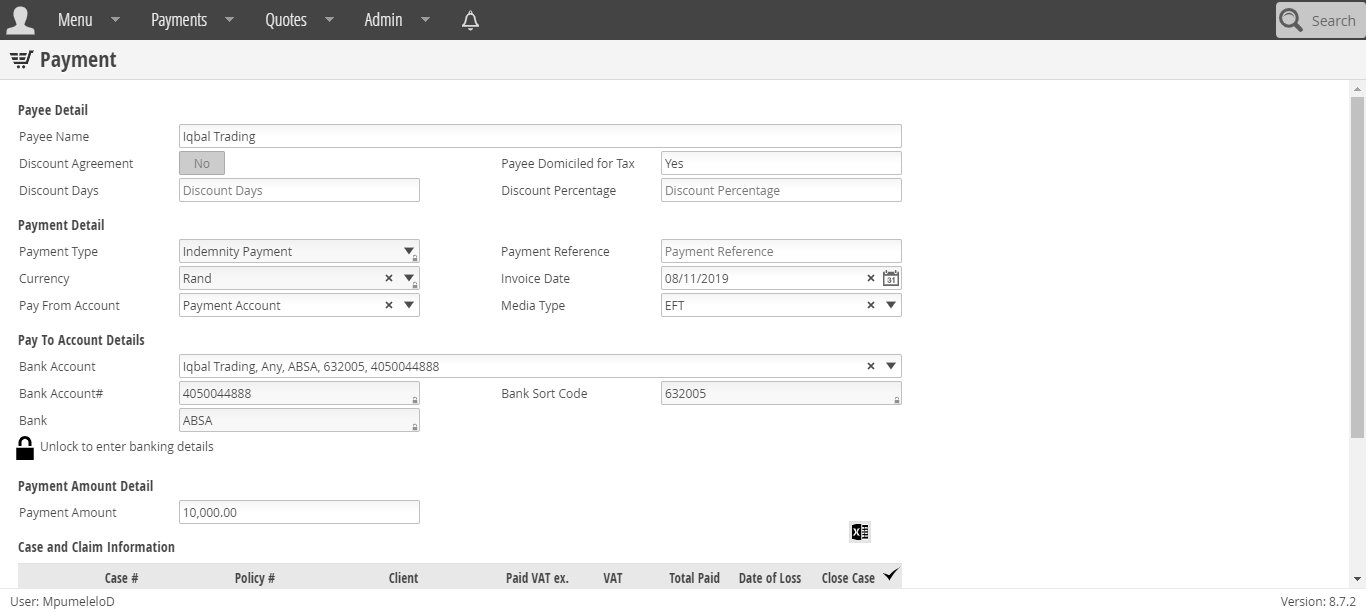 Menu Payments Quotes Admin Search
Payment
Payee Detail
Payee Name Iqbal Trading
Discount Agreement No Payee Domiciled for Tax Yes
Discount Days Discount Days Discount Percentage Discount Percentage
Payment Detail
Payment Type Indemnity Payment Payment Reference Payment Reference
Currency Rand Invoice Date 08/11/2019 31
Pay From Account Payment Account Media Type EFT
Pay To Account Details
Bank Account Iqbal Trading, Any, ABSA, 632005, 4050044888
Bank Account# 4050044888 Bank Sort Code 632005
Bank ABSA
Unlock to enter banking details
Payment Amount Detail
Payment Amount 10,000.00
Case and Claim Information
Case # Policy # Client Paid VAT ex. VAT Total Paid Date of Loss Close Case
User: MpumeleloD Version: 8.7.2